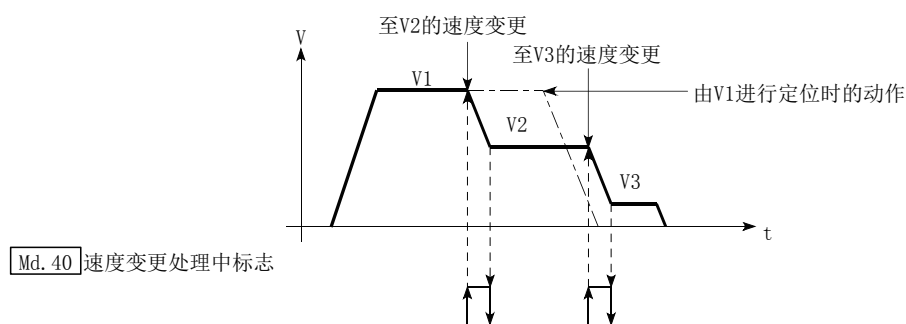 至V2的速度变更
V
至V3的速度变更
V1
由V1进行定位时的动作
V2
V3
t
Md.40 速度变更处理中标志